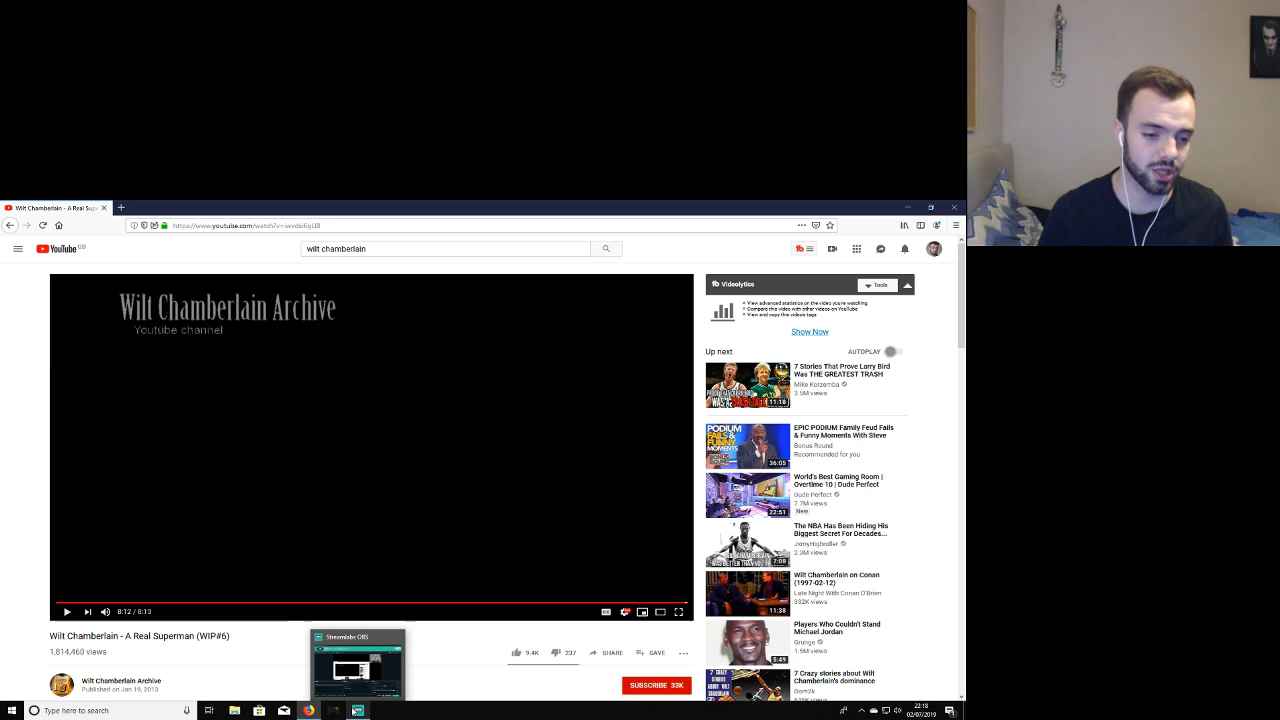 Wilt Chamberlain - A Real Sup
wilt chamberlain
https://www.youtube.com/watch?v=iwvdsi6gIJ8
YouTube GB
Wilt Chamberlain Archive
Youtube channel
Videolytics
Tools
View advanced statistics on the video you're watching
Compare this video with other videos on YouTube
View and copy this video tags
Show Now
Up next
AUTOPLAY
7 Stories That Prove Larry Bird
Was THE GREATEST TRASH
Mike Korzemba
3.5M views
11:18
EPIC PODIUM Family Feud Fails
& Funny Moments With Steve
Bonus Round
Recommended for you
PODIUM
FAILS &
FUNNY
MOMENTS
36:05
World's Best Gaming Room |
Overtime 10 | Dude Perfect
Dude Perfect
7.7M views
New
22:51
The NBA Has Been Hiding His
Biggest Secret For Decades...
JxmyHighroller
2.3M views
7:08
Wilt Chamberlain on Conan
(1997-02-12)
Late Night With Conan O'Brien
332K views
11:38
Players Who Couldn't Stand
Michael Jordan
Grunge
1.5M views
5:49
7 Crazy stories about Wilt
Chamberlain's dominance
Dom2k
8:12 / 8:13
Wilt Chamberlain - A Real Superman (WIP#6)
1,814,460 views
9.4K
237
SHARE
SAVE
Streamlabs OBS
Wilt Chamberlain Archive
Published on Jan 19, 2013
SUBSCRIBE 33K
Type here to search
22:18
02/07/2019